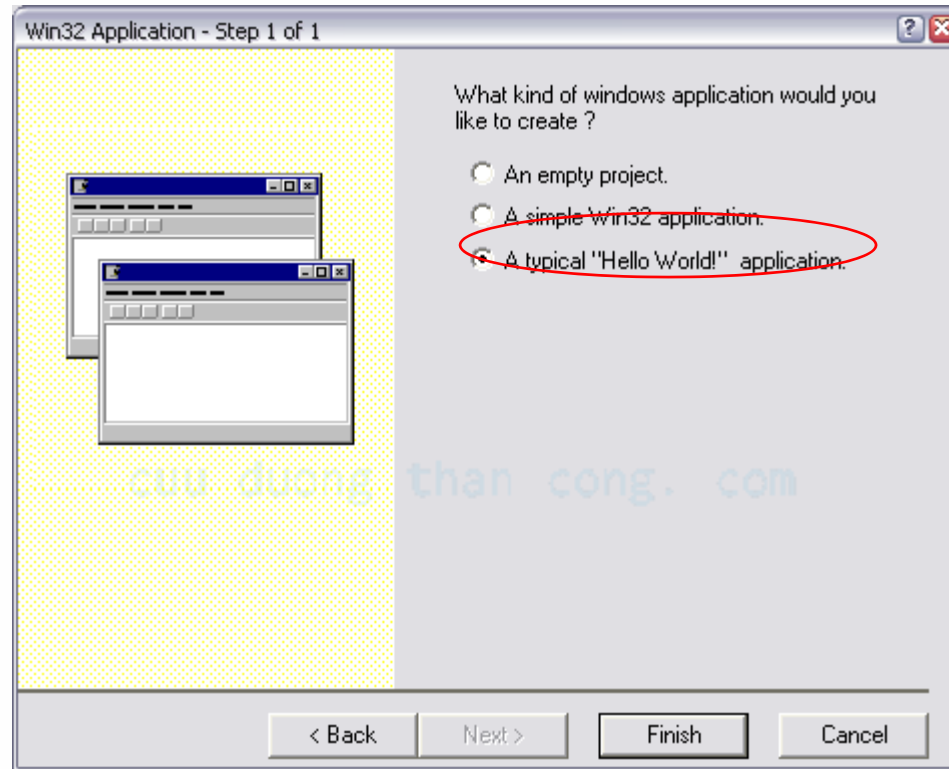 Win32 Application - Step 1 of 1
What kind of windows application would you
like to create ?
An empty project.
A simple Win32 application.
A typical "Hello World!" application.
cuu duong than cong. com
< Back
Next >
Finish
Cancel